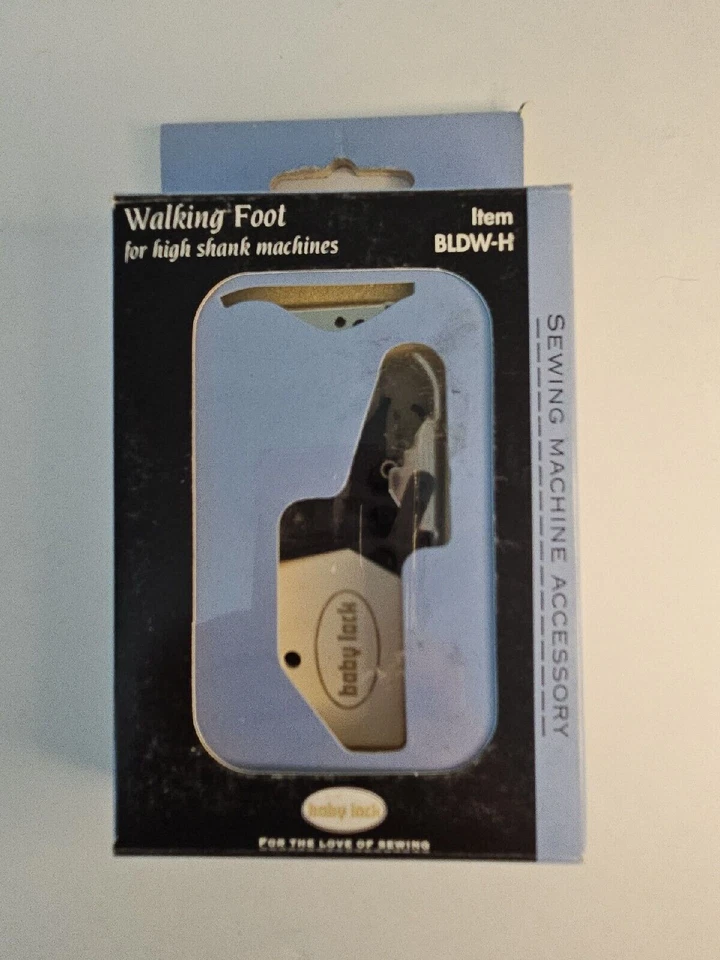 Walking Foot
for high shank machines
Item
BLDW-H
baby lock
baby lock
FOR THE LOVE OF SEWING
SEWING MACHINE ACCESSORY